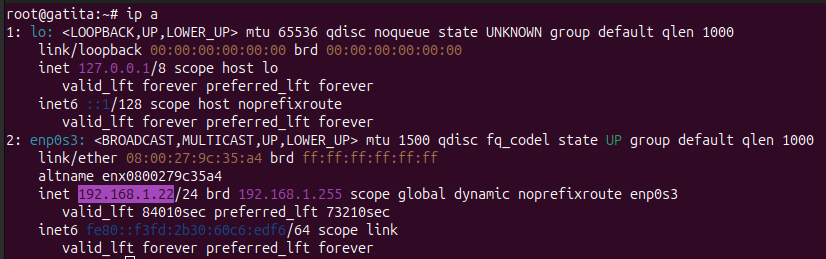 root@gatita:~# ip a
1: lo: <LOOPBACK,UP,LOWER_UP> mtu 65536 qdisc noqueue state UNKNOWN group default qlen 1000
link/loopback 00:00:00:00:00:00 brd 00:00:00:00:00:00
inet 127.0.0.1/8 scope host lo
valid_lft forever preferred_lft forever
inet6 ::1/128 scope host noprefixroute
valid_lft forever preferred_lft forever
2: enp0s3: <BROADCAST,MULTICAST,UP,LOWER_UP> mtu 1500 qdisc fq_codel state UP group default qlen 1000
link/ether 08:00:27:9c:35:a4 brd ff:ff:ff:ff:ff:ff
altname enx0800279c35a4
inet 192.168.1.22/24 brd 192.168.1.255 scope global dynamic noprefixroute enp0s3
valid_lft 84010sec preferred_lft 73210sec
inet6 fe80::f3fd:2b30:60c6:edf6/64 scope link
valid_lft forever preferred_lft forever